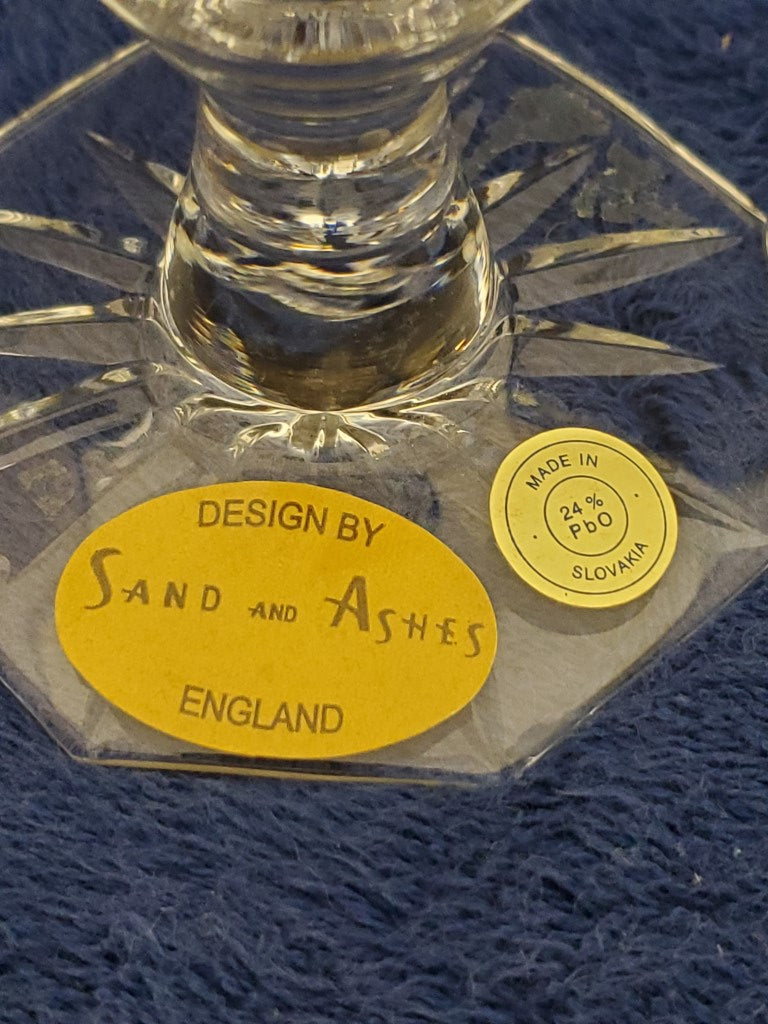 DESIGN BY
SAND AND ASHES
ENGLAND
MADE IN
24 %
PbO
SLOVAKIA